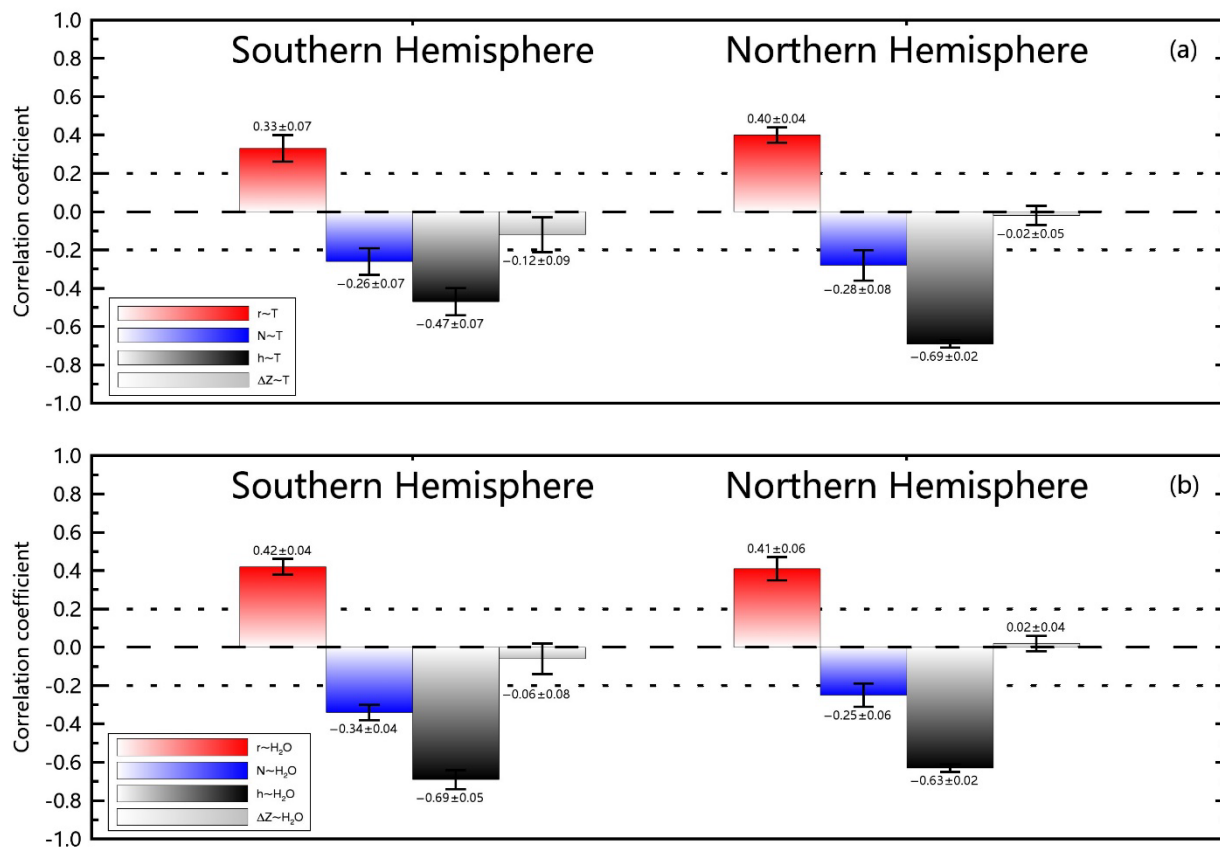 Southern Hemisphere
Northern Hemisphere
(a)
Correlation coefficient
1.0
0.8
0.6
0.4
0.2
0.0
-0.2
-0.4
-0.6
-0.8
-1.0
0.33±0.07
−0.26±0.07
−0.47±0.07
−0.12±0.09
0.40±0.04
−0.28±0.08
−0.69±0.02
−0.02±0.05
r~T
N~T
h~T
ΔZ~T
Southern Hemisphere
Northern Hemisphere
(b)
Correlation coefficient
1.0
0.8
0.6
0.4
0.2
0.0
-0.2
-0.4
-0.6
-0.8
-1.0
0.42±0.04
−0.34±0.04
−0.69±0.05
−0.06±0.08
0.41±0.06
−0.25±0.06
−0.63±0.02
0.02±0.04
r~H₂O
N~H₂O
h~H₂O
ΔZ~H₂O